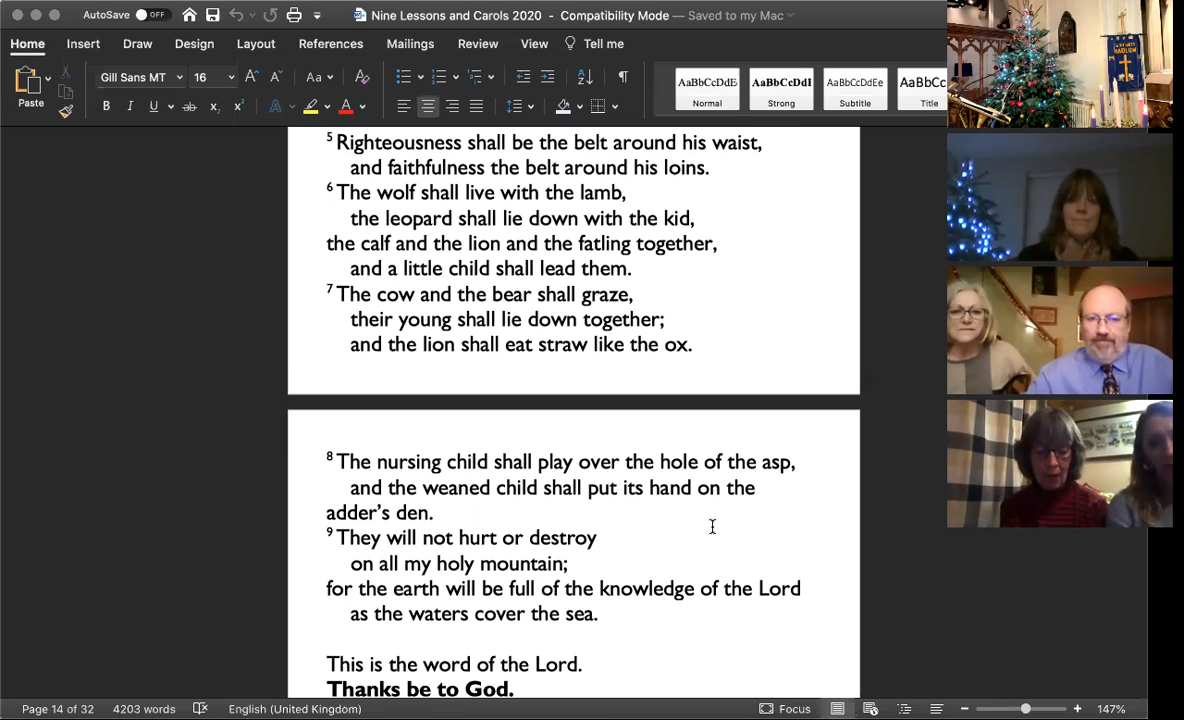 AutoSave OFF Nine Lessons and Carols 2020 - Compatibility Mode — Saved to my Mac
Home Insert Draw Design Layout References Mailings Review View Tell me
Paste Gill Sans MT 16 Aa
AaBbCcDdE AaBbCcDdI AaBbCcDdEe AaBbCc
Normal Strong Subtitle Title
5 Righteousness shall be the belt around his waist,
and faithfulness the belt around his loins.
6 The wolf shall live with the lamb,
the leopard shall lie down with the kid,
the calf and the lion and the fatling together,
and a little child shall lead them.
7 The cow and the bear shall graze,
their young shall lie down together;
and the lion shall eat straw like the ox.
8 The nursing child shall play over the hole of the asp,
and the weaned child shall put its hand on the
adder’s den.
9 They will not hurt or destroy
on all my holy mountain;
for the earth will be full of the knowledge of the Lord
as the waters cover the sea.
This is the word of the Lord.
Thanks be to God.
Page 14 of 32 4203 words English (United Kingdom) Focus 147%